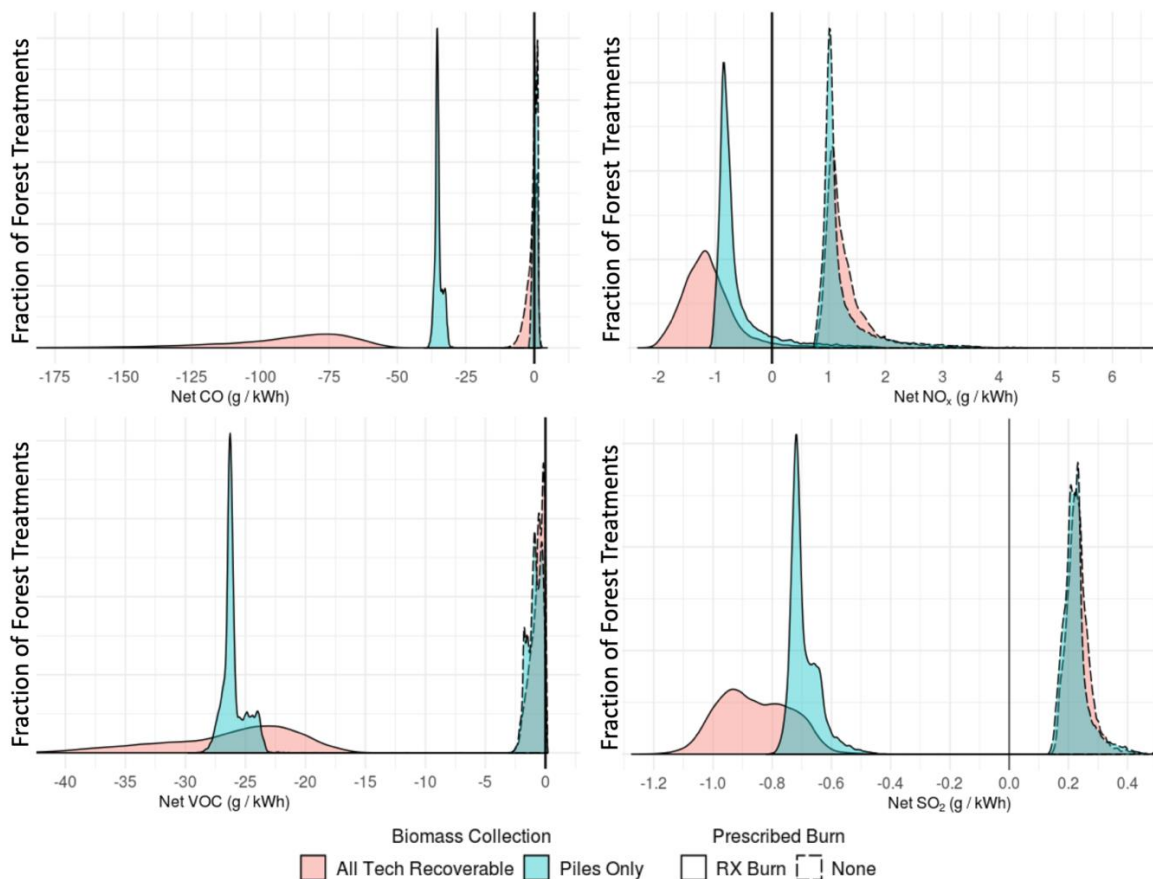 Fraction of Forest Treatments
-175 -150 -125 -100 -75 -50 -25 0
Net CO (g / kWh)
Fraction of Forest Treatments
-2 -1 0 1 2 3 4 5 6
Net NOₓ (g / kWh)
Fraction of Forest Treatments
-40 -35 -30 -25 -20 -15 -10 -5 0
Net VOC (g / kWh)
Fraction of Forest Treatments
-1.2 -1.0 -0.8 -0.6 -0.4 -0.2 0.0 0.2 0.4
Net SO₂ (g / kWh)
Biomass Collection Prescribed Burn
All Tech Recoverable Piles Only RX Burn None